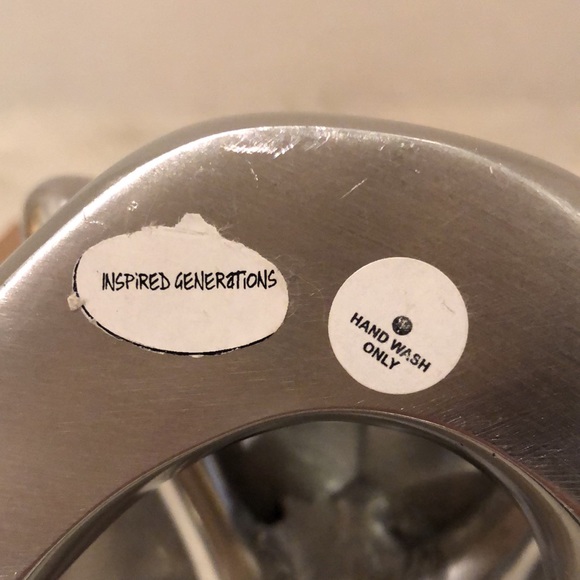 INSPiRED GENERaTiONS
HAND WASH
ONLY